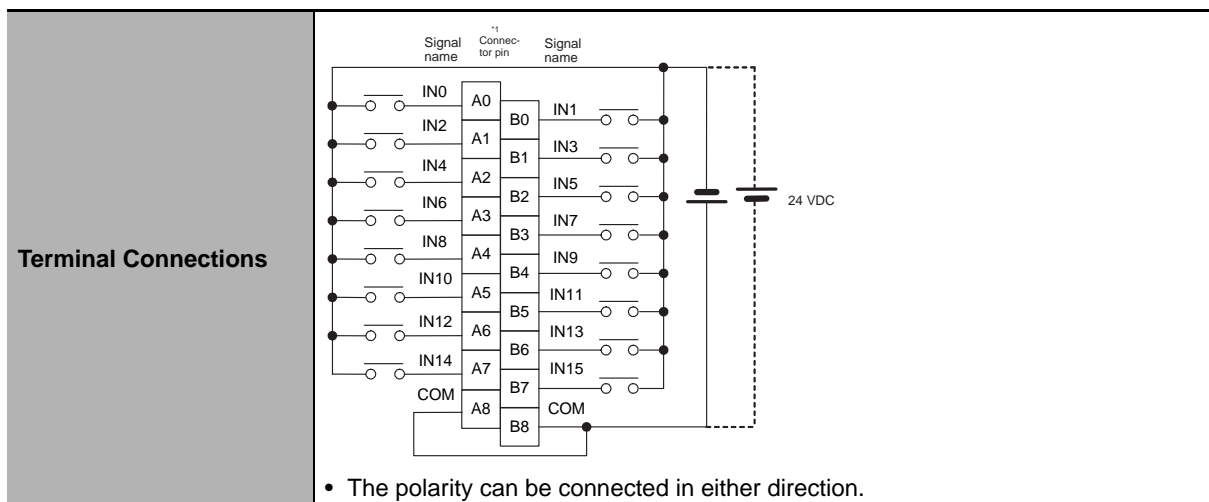 Terminal Connections
*1
Signal name
Connec-
tor pin
Signal name
IN0 A0
B0 IN1
IN2 A1
B1 IN3
IN4 A2
B2 IN5
IN6 A3
B3 IN7
IN8 A4
B4 IN9
IN10 A5
B5 IN11
IN12 A6
B6 IN13
IN14 A7
B7 IN15
COM A8
B8 COM
24 VDC
• The polarity can be connected in either direction.